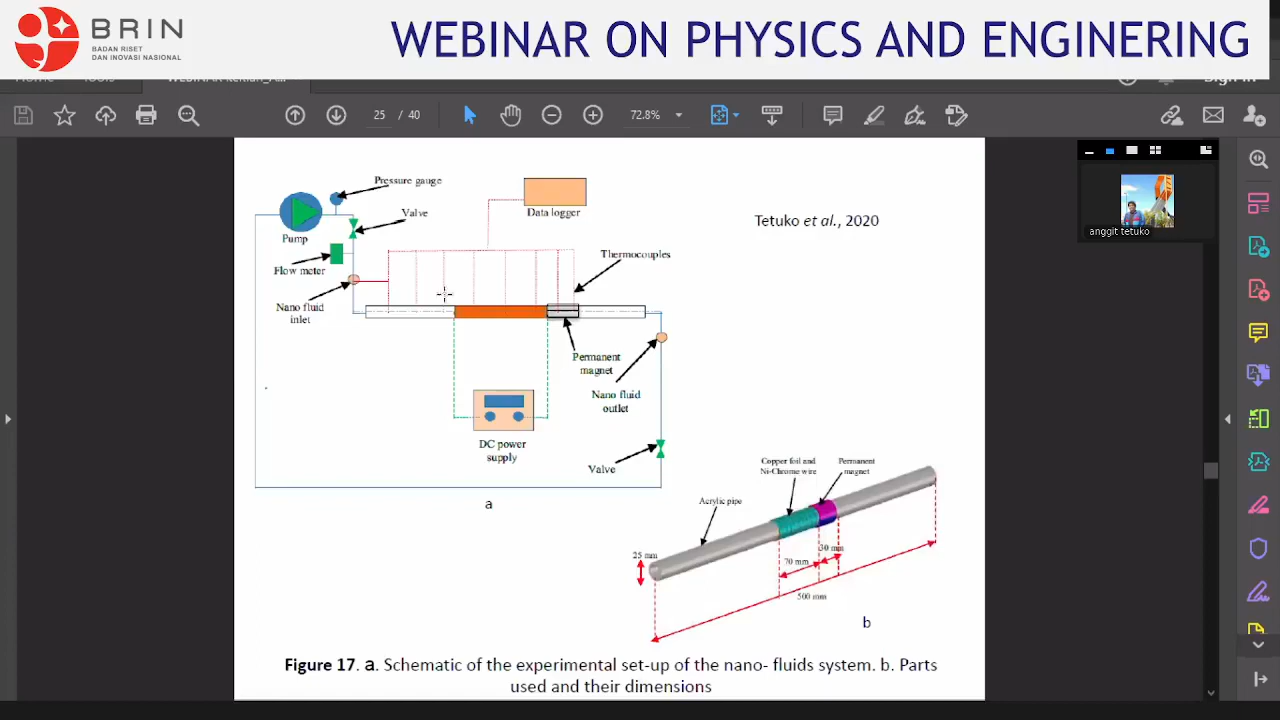 BRIN
BADAN RISET
DAN INOVASI NASIONAL
WEBINAR ON PHYSICS AND ENGINERING
25 / 40
72.8%
anggit tetuko
Pressure gauge
Valve
Pump
Flow meter
Nano fluid
inlet
Data logger
Tetuko et al., 2020
Thermocouples
Permanent
magnet
Nano fluid
outlet
DC power
supply
Valve
a
Copper foil and
Ni-Chrome wire
Permanent
magnet
Acrylic pipe
25 mm
30 mm
70 mm
500 mm
b
Figure 17. a. Schematic of the experimental set-up of the nano- fluids system. b. Parts
used and their dimensions